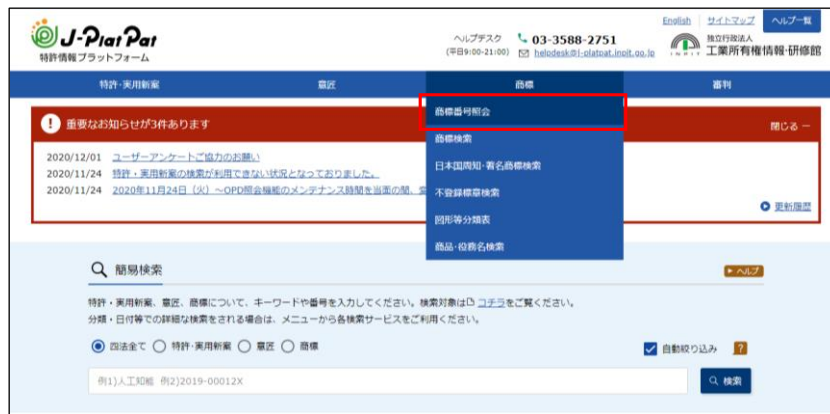 English サイトマップ ヘルプ一覧
J-PlatPat
特許情報プラットフォーム
ヘルプデスク 03-3588-2751
(平日9:00-21:00) helpdesk@j-platpat.inpit.go.jp
INPIT
独立行政法人
工業所有権情報・研修館
特許・実用新案 意匠 商標 審判
商標番号照会
商標検索
日本国周知・著名商標検索
不登録標章検索
図形等分類表
商品・役務名検索
! 重要なお知らせが3件あります 閉じる －
2020/12/01 ユーザーアンケートご協力のお願い
2020/11/24 特許・実用新案の検索が利用できない状況となっておりました。
2020/11/24 2020年11月24日（火）～OPD照会機能のメンテナンス時間を当面の間、変
更新履歴
簡易検索 ヘルプ
特許・実用新案、意匠、商標について、キーワードや番号を入力してください。検索対象は コチラをご覧ください。
分類・日付等での詳細な検索をされる場合は、メニューから各検索サービスをご利用ください。
四法全て 特許・実用新案 意匠 商標 自動絞り込み ?
例1)人工知能 例2)2019-00012X 検索